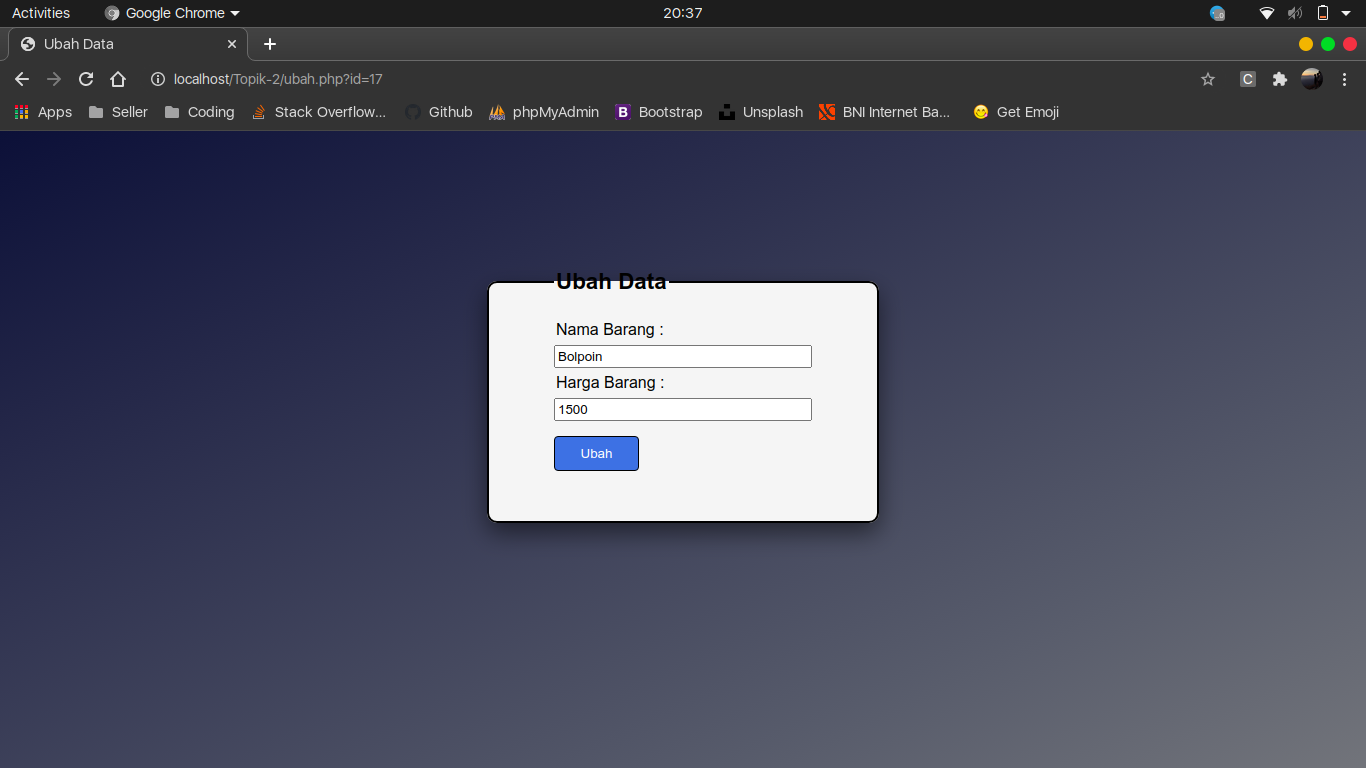 Activities Google Chrome 20:37
Ubah Data
localhost/Topik-2/ubah.php?id=17 C
Apps Seller Coding Stack Overflow... Github phpMyAdmin B Bootstrap Unsplash BNI Internet Ba... Get Emoji
Ubah Data
Nama Barang :
Bolpoin
Harga Barang :
1500
Ubah